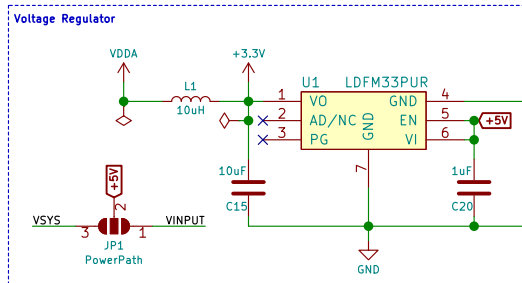 Voltage Regulator
VDDA
+3.3V
L1
10uH
U1 LDFM33PUR
1 VO GND 4
2 AD/NC EN 5 +5V
3 PG GND VI 6
7
10uF
C15
1uF
C20
+5V
VSYS 2 VINPUT
3 1
JP1
PowerPath
GND